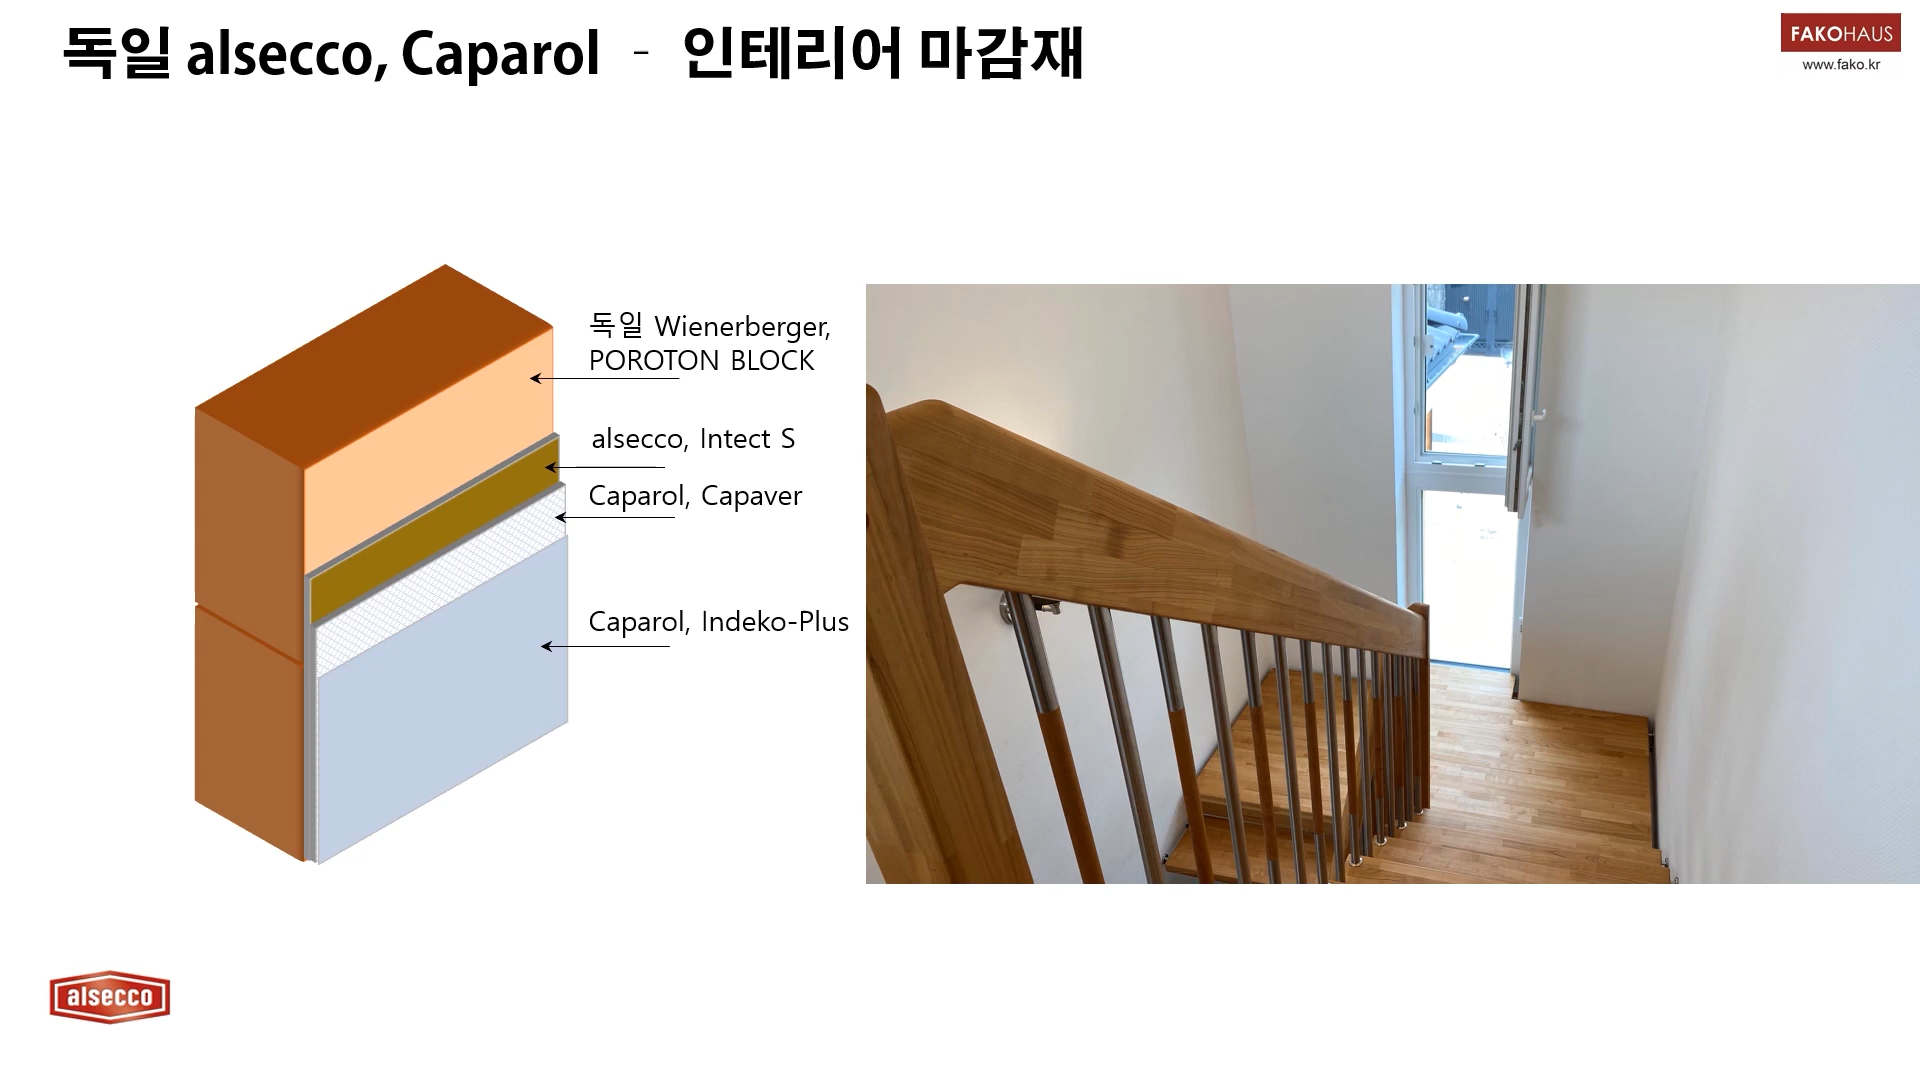 독일 alsecco, Caparol - 인테리어 마감재
FAKOHAUS
www.fako.kr
독일 Wienerberger,
POROTON BLOCK
alsecco, Intect S
Caparol, Capaver
Caparol, Indeko-Plus
alsecco